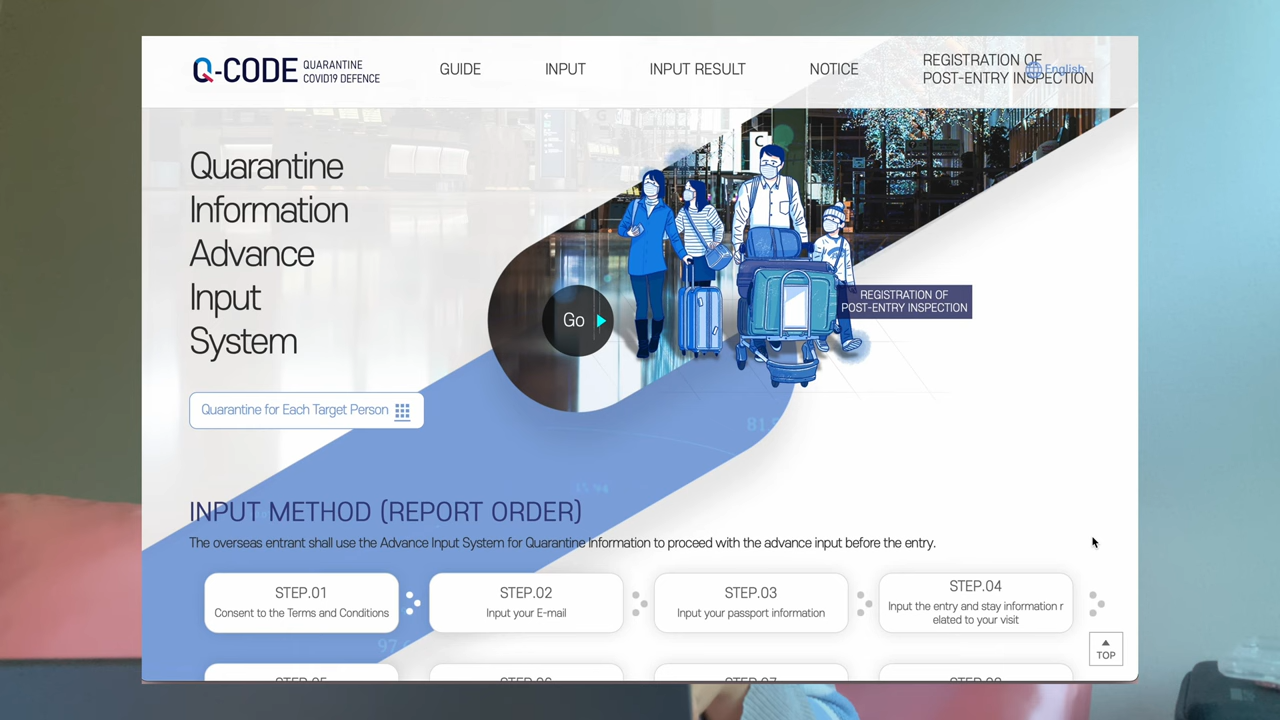 Q-CODE QUARANTINE
COVID19 DEFENCE
GUIDE
INPUT
INPUT RESULT
NOTICE
REGISTRATION OF
POST-ENTRY INSPECTION
English
C
Quarantine
Information
Advance
Input
System
Go
REGISTRATION OF
POST-ENTRY INSPECTION
Quarantine for Each Target Person
INPUT METHOD (REPORT ORDER)
The overseas entrant shall use the Advance Input System for Quarantine Information to proceed with the advance input before the entry.
STEP.01
Consent to the Terms and Conditions
STEP.02
Input your E-mail
STEP.03
Input your passport information
STEP.04
Input the entry and stay information r
elated to your visit
TOP